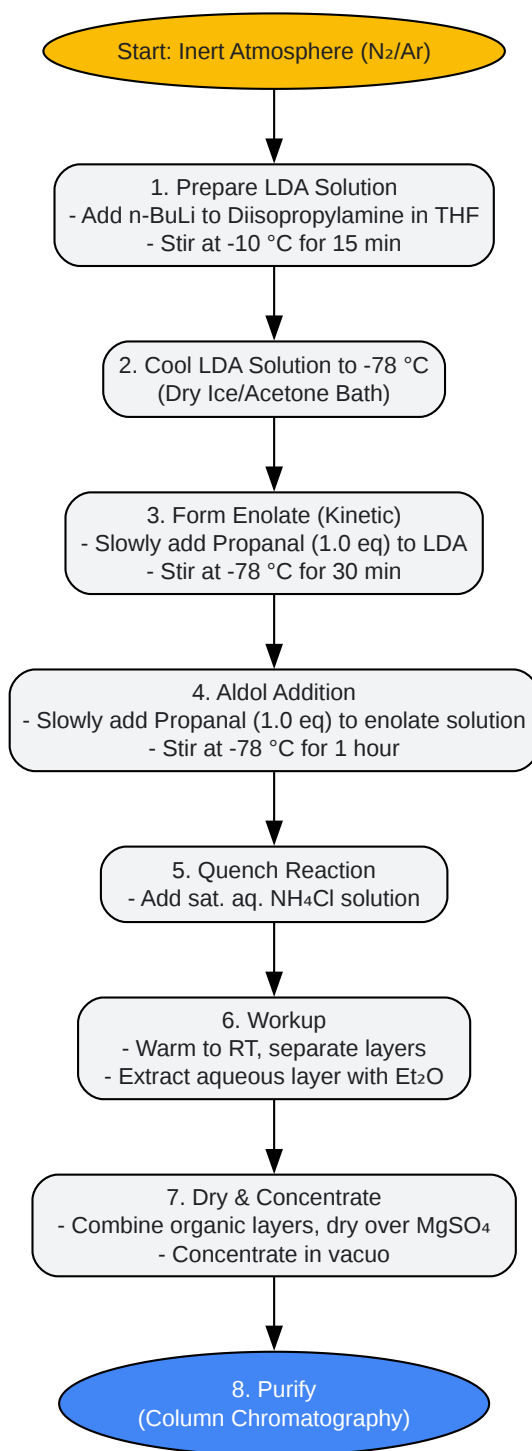 Start: Inert Atmosphere (N₂/Ar)
1. Prepare LDA Solution
- Add n-BuLi to Diisopropylamine in THF
- Stir at -10 °C for 15 min
2. Cool LDA Solution to -78 °C
(Dry Ice/Acetone Bath)
3. Form Enolate (Kinetic)
- Slowly add Propanal (1.0 eq) to LDA
- Stir at -78 °C for 30 min
4. Aldol Addition
- Slowly add Propanal (1.0 eq) to enolate solution
- Stir at -78 °C for 1 hour
5. Quench Reaction
- Add sat. aq. NH₄Cl solution
6. Workup
- Warm to RT, separate layers
- Extract aqueous layer with Et₂O
7. Dry & Concentrate
- Combine organic layers, dry over MgSO₄
- Concentrate in vacuo
8. Purify
(Column Chromatography)